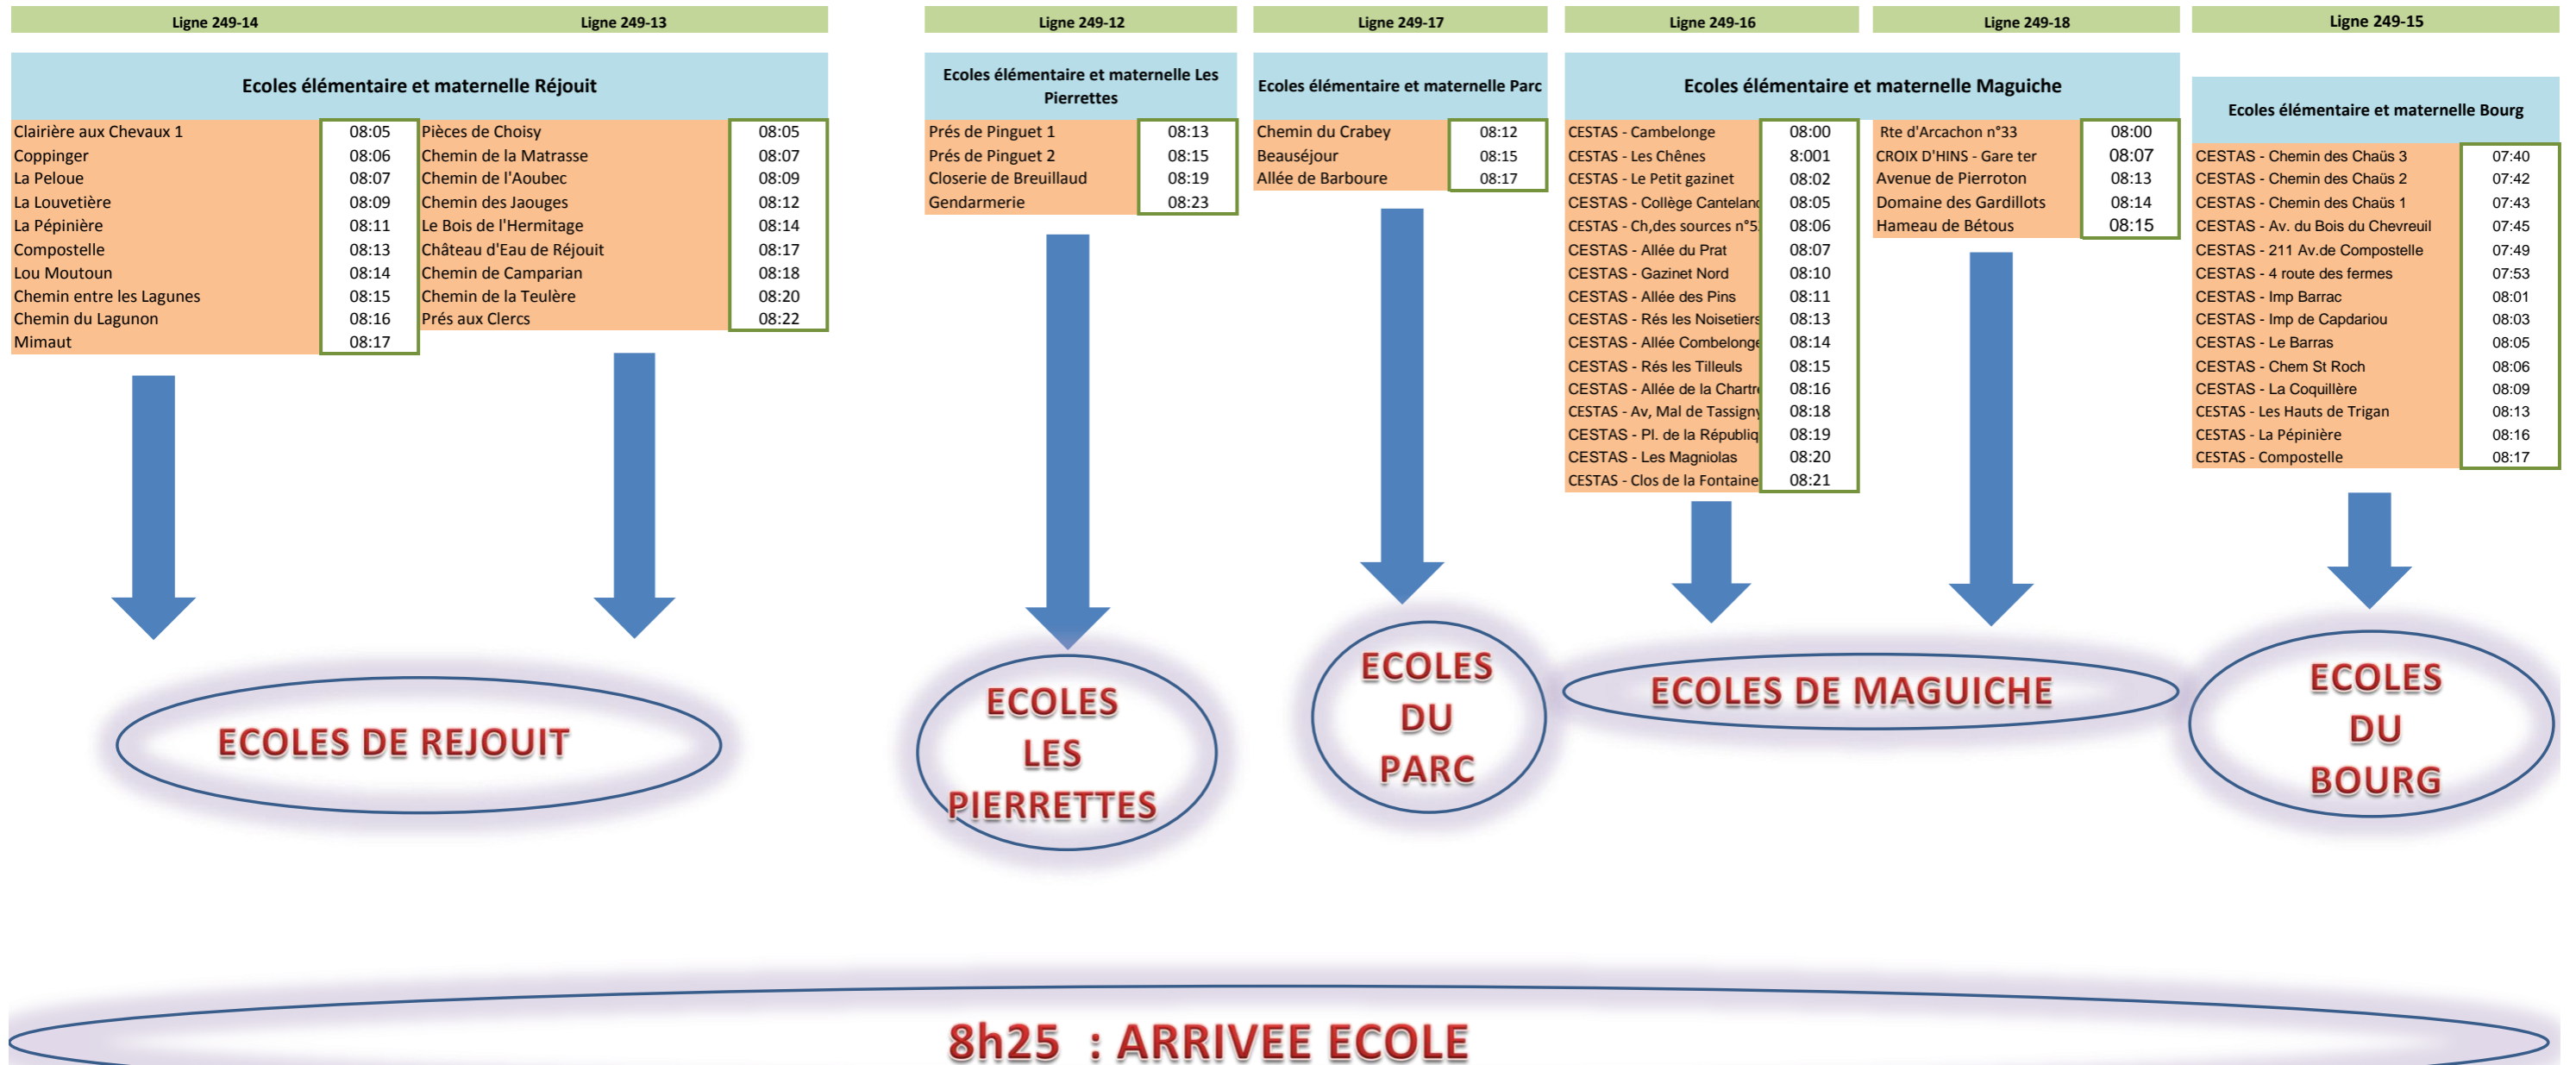 Ligne 249-14
Ligne 249-13
Ecoles élémentaire et maternelle Réjouit
Clairière aux Chevaux 1 08:05
Coppinger 08:06
La Peloue 08:07
La Louvetière 08:09
La Pépinière 08:11
Compostelle 08:13
Lou Moutoun 08:14
Chemin entre les Lagunes 08:15
Chemin du Lagunon 08:16
Mimaut 08:17
Pièces de Choisy 08:05
Chemin de la Matrasse 08:07
Chemin de l'Aoubec 08:09
Chemin des Jaouges 08:12
Le Bois de l'Hermitage 08:14
Château d'Eau de Réjouit 08:17
Chemin de Camparian 08:18
Chemin de la Teulère 08:20
Prés aux Clercs 08:22
ECOLES DE REJOUIT
Ligne 249-12
Ecoles élémentaire et maternelle Les
Pierrettes
Prés de Pinguet 1 08:13
Prés de Pinguet 2 08:15
Closerie de Breuillaud 08:19
Gendarmerie 08:23
ECOLES
LES
PIERRETTES
Ligne 249-17
Ecoles élémentaire et maternelle Parc
Chemin du Crabey 08:12
Beauséjour 08:15
Allée de Barboure 08:17
ECOLES
DU
PARC
Ligne 249-16
Ligne 249-18
Ecoles élémentaire et maternelle Maguiche
CESTAS - Cambelonge 08:00
CESTAS - Les Chênes 8:001
CESTAS - Le Petit gazinet 08:02
CESTAS - Collège Cantelanc 08:05
CESTAS - Ch,des sources n°5 08:06
CESTAS - Allée du Prat 08:07
CESTAS - Gazinet Nord 08:10
CESTAS - Allée des Pins 08:11
CESTAS - Rés les Noisetiers 08:13
CESTAS - Allée Combelonge 08:14
CESTAS - Rés les Tilleuls 08:15
CESTAS - Allée de la Chartre 08:16
CESTAS - Av, Mal de Tassigny 08:18
CESTAS - Pl. de la Républiq 08:19
CESTAS - Les Magniolas 08:20
CESTAS - Clos de la Fontaine 08:21
Rte d'Arcachon n°33 08:00
CROIX D'HINS - Gare ter 08:07
Avenue de Pierroton 08:13
Domaine des Gardillots 08:14
Hameau de Bétous 08:15
ECOLES DE MAGUICHE
Ligne 249-15
Ecoles élémentaire et maternelle Bourg
CESTAS - Chemin des Chaüs 3 07:40
CESTAS - Chemin des Chaüs 2 07:42
CESTAS - Chemin des Chaüs 1 07:43
CESTAS - Av. du Bois du Chevreuil 07:45
CESTAS - 211 Av.de Compostelle 07:49
CESTAS - 4 route des fermes 07:53
CESTAS - Imp Barrac 08:01
CESTAS - Imp de Capdariou 08:03
CESTAS - Le Barras 08:05
CESTAS - Chem St Roch 08:06
CESTAS - La Coquillère 08:09
CESTAS - Les Hauts de Trigan 08:13
CESTAS - La Pépinière 08:16
CESTAS - Compostelle 08:17
ECOLES
DU
BOURG
8h25 : ARRIVEE ECOLE